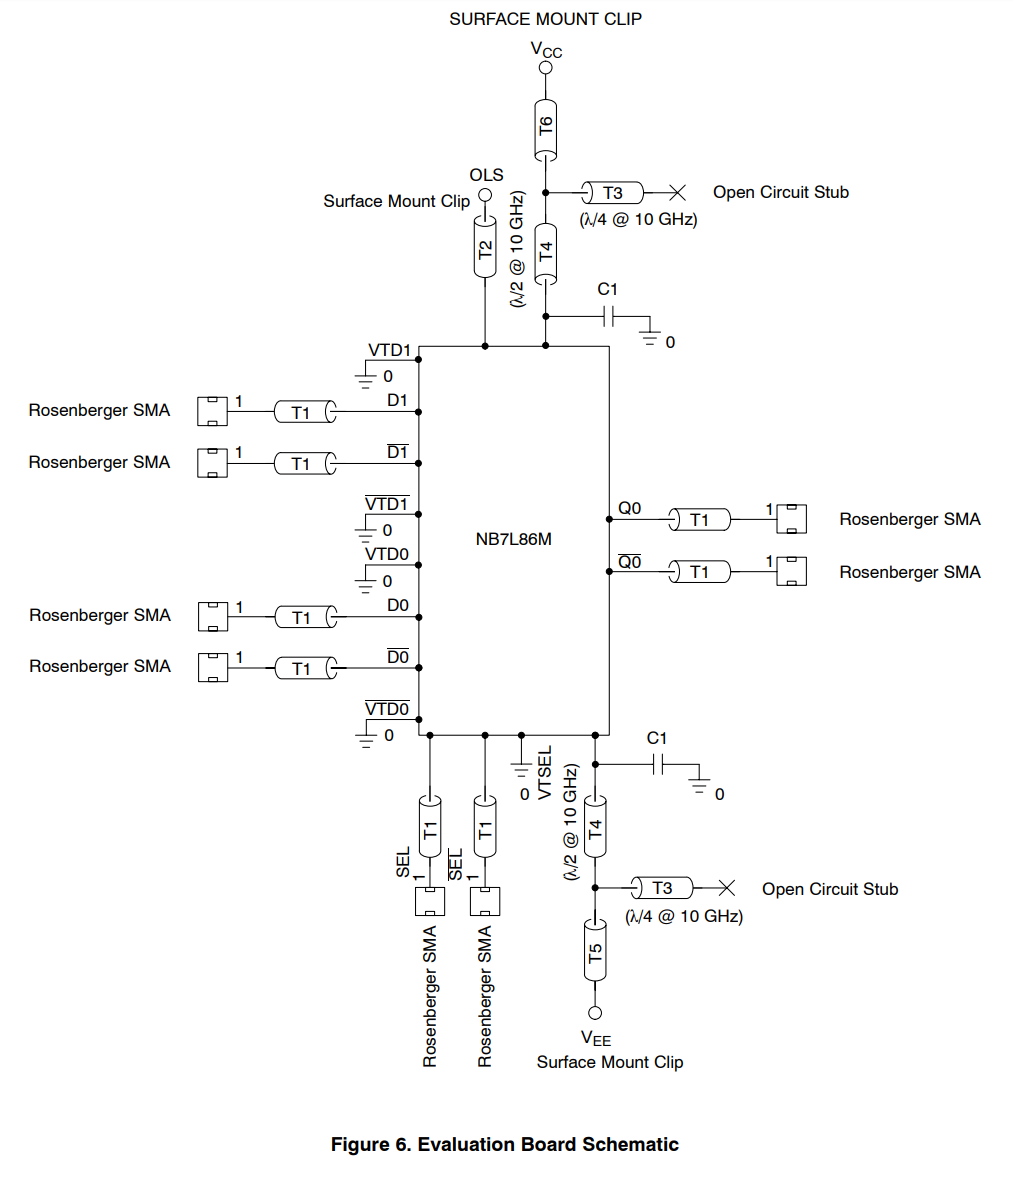 SURFACE MOUNT CLIP
VCC
T6
OLS
Surface Mount Clip
T3
Open Circuit Stub
(λ/4 @ 10 GHz)
T2
(λ/2 @ 10 GHz)
T4
C1
0
VTD1
0
Rosenberger SMA
1
T1
D1
Rosenberger SMA
1
T1
D1
VTD1
0
NB7L86M
Q0
T1
1
Rosenberger SMA
VTD0
0
Q0
T1
1
Rosenberger SMA
Rosenberger SMA
1
T1
D0
Rosenberger SMA
1
T1
D0
VTD0
0
C1
0
VTSEL
0
(λ/2 @ 10 GHz)
T4
T1
T1
SEL
1
SEL
1
T3
Open Circuit Stub
(λ/4 @ 10 GHz)
Rosenberger SMA
Rosenberger SMA
T5
VEE
Surface Mount Clip
Figure 6. Evaluation Board Schematic